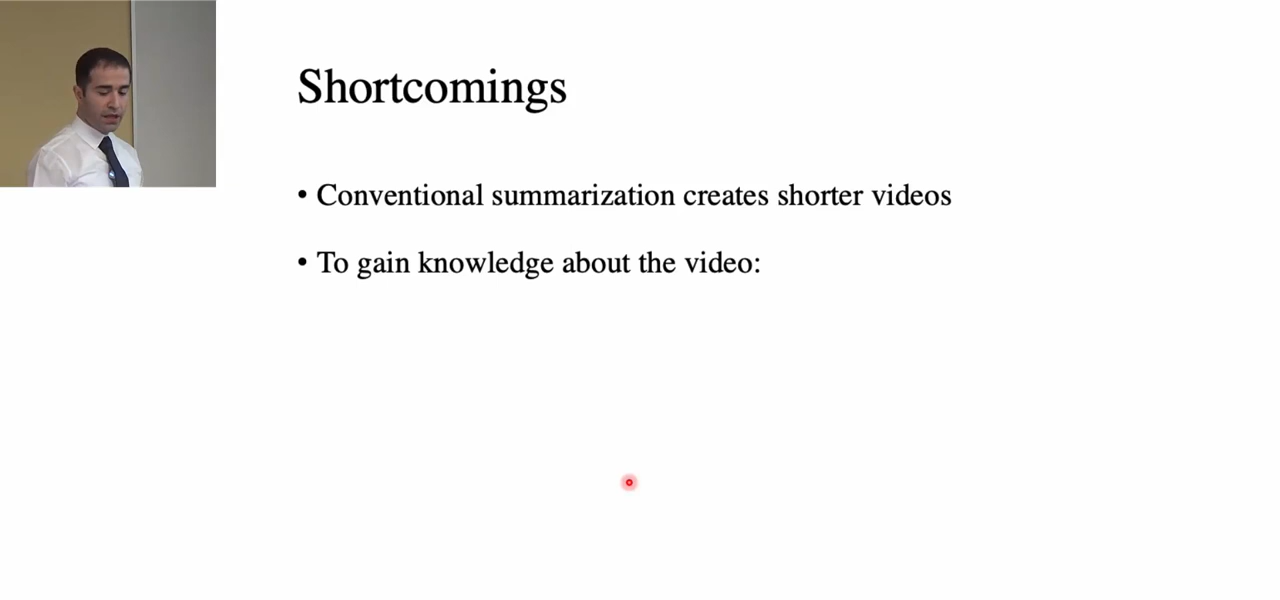 Shortcomings
• Conventional summarization creates shorter videos
• To gain knowledge about the video: